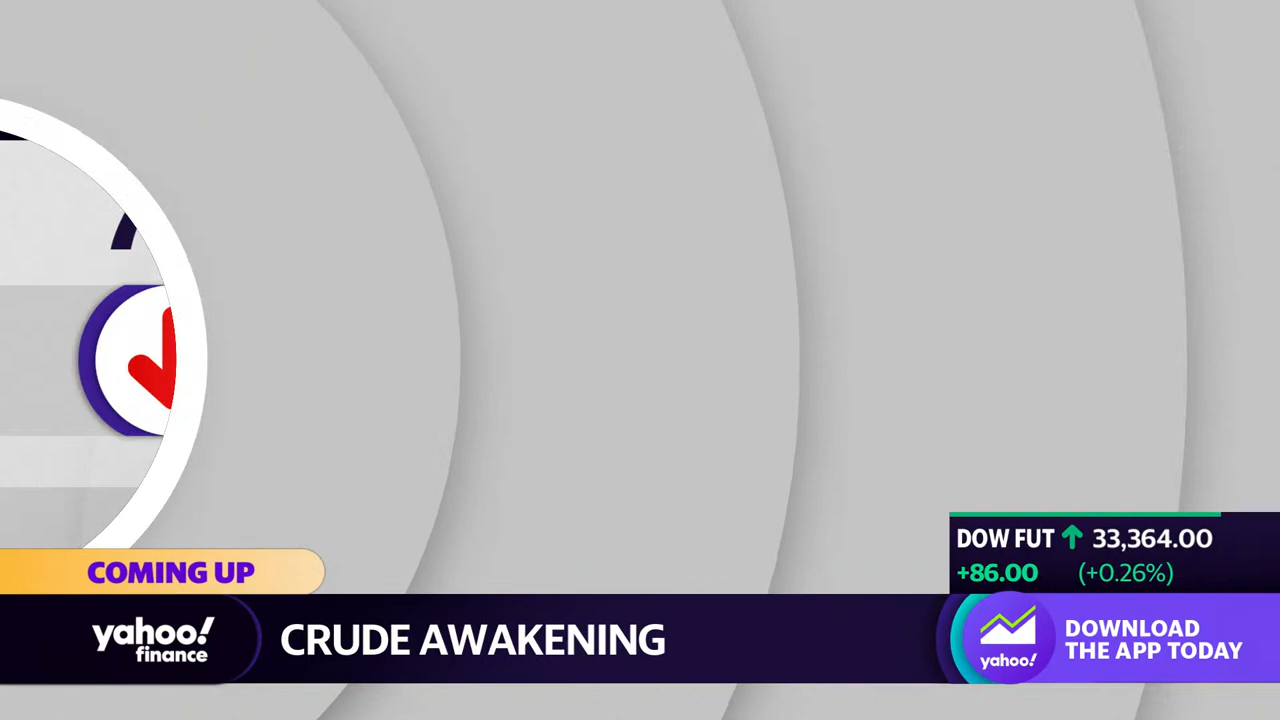 COMING UP
yahoo!
finance
CRUDE AWAKENING
DOW FUT 33,364.00
+86.00 (+0.26%)
yahoo!
DOWNLOAD
THE APP TODAY